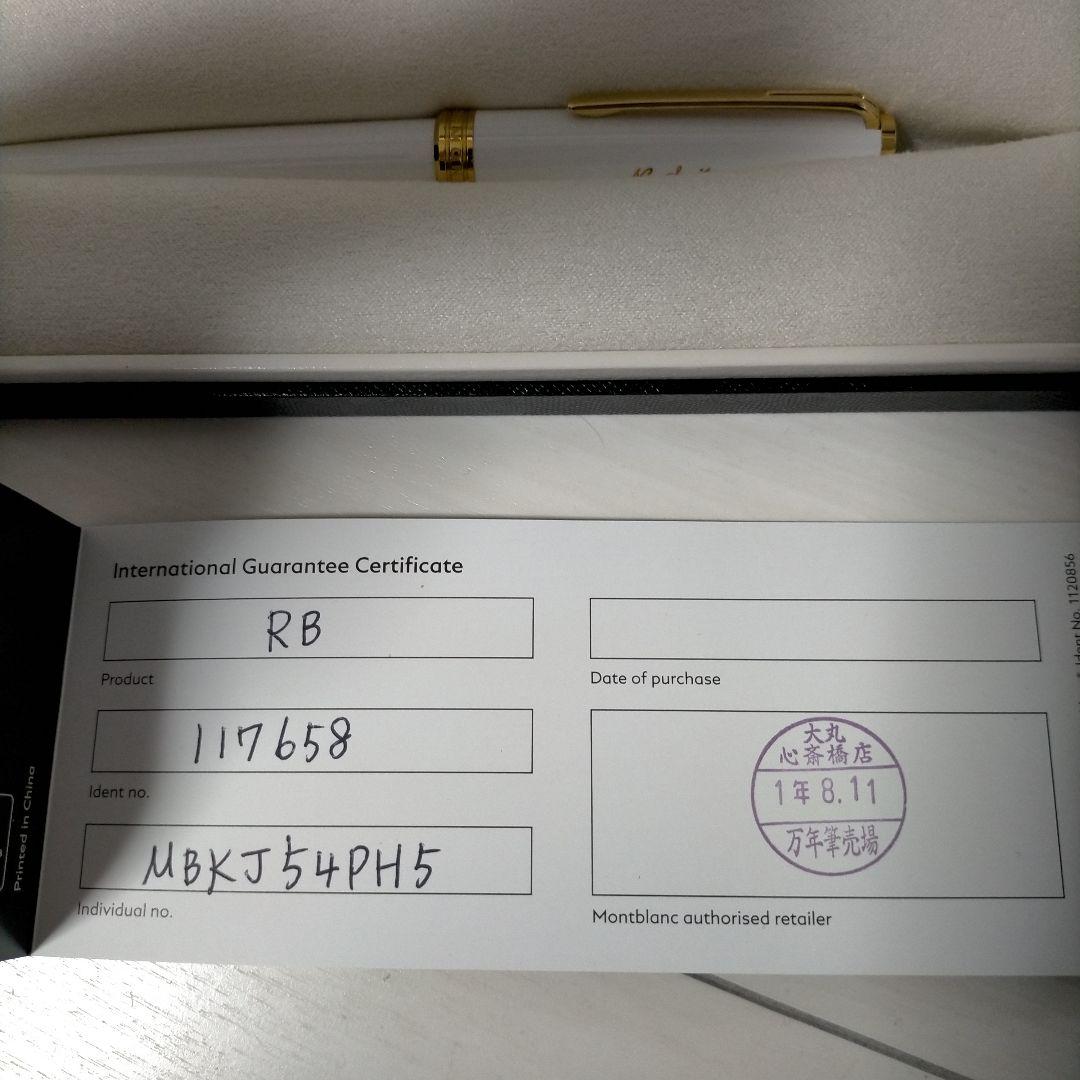 International Guarantee Certificate
RB
Product
117658
Ident no.
MBKJ54PH5
Individual no.
Date of purchase
大丸
心斎橋店
1年8.11
万年筆売場
Montblanc authorised retailer
Ident No. 1120856
Printed in China